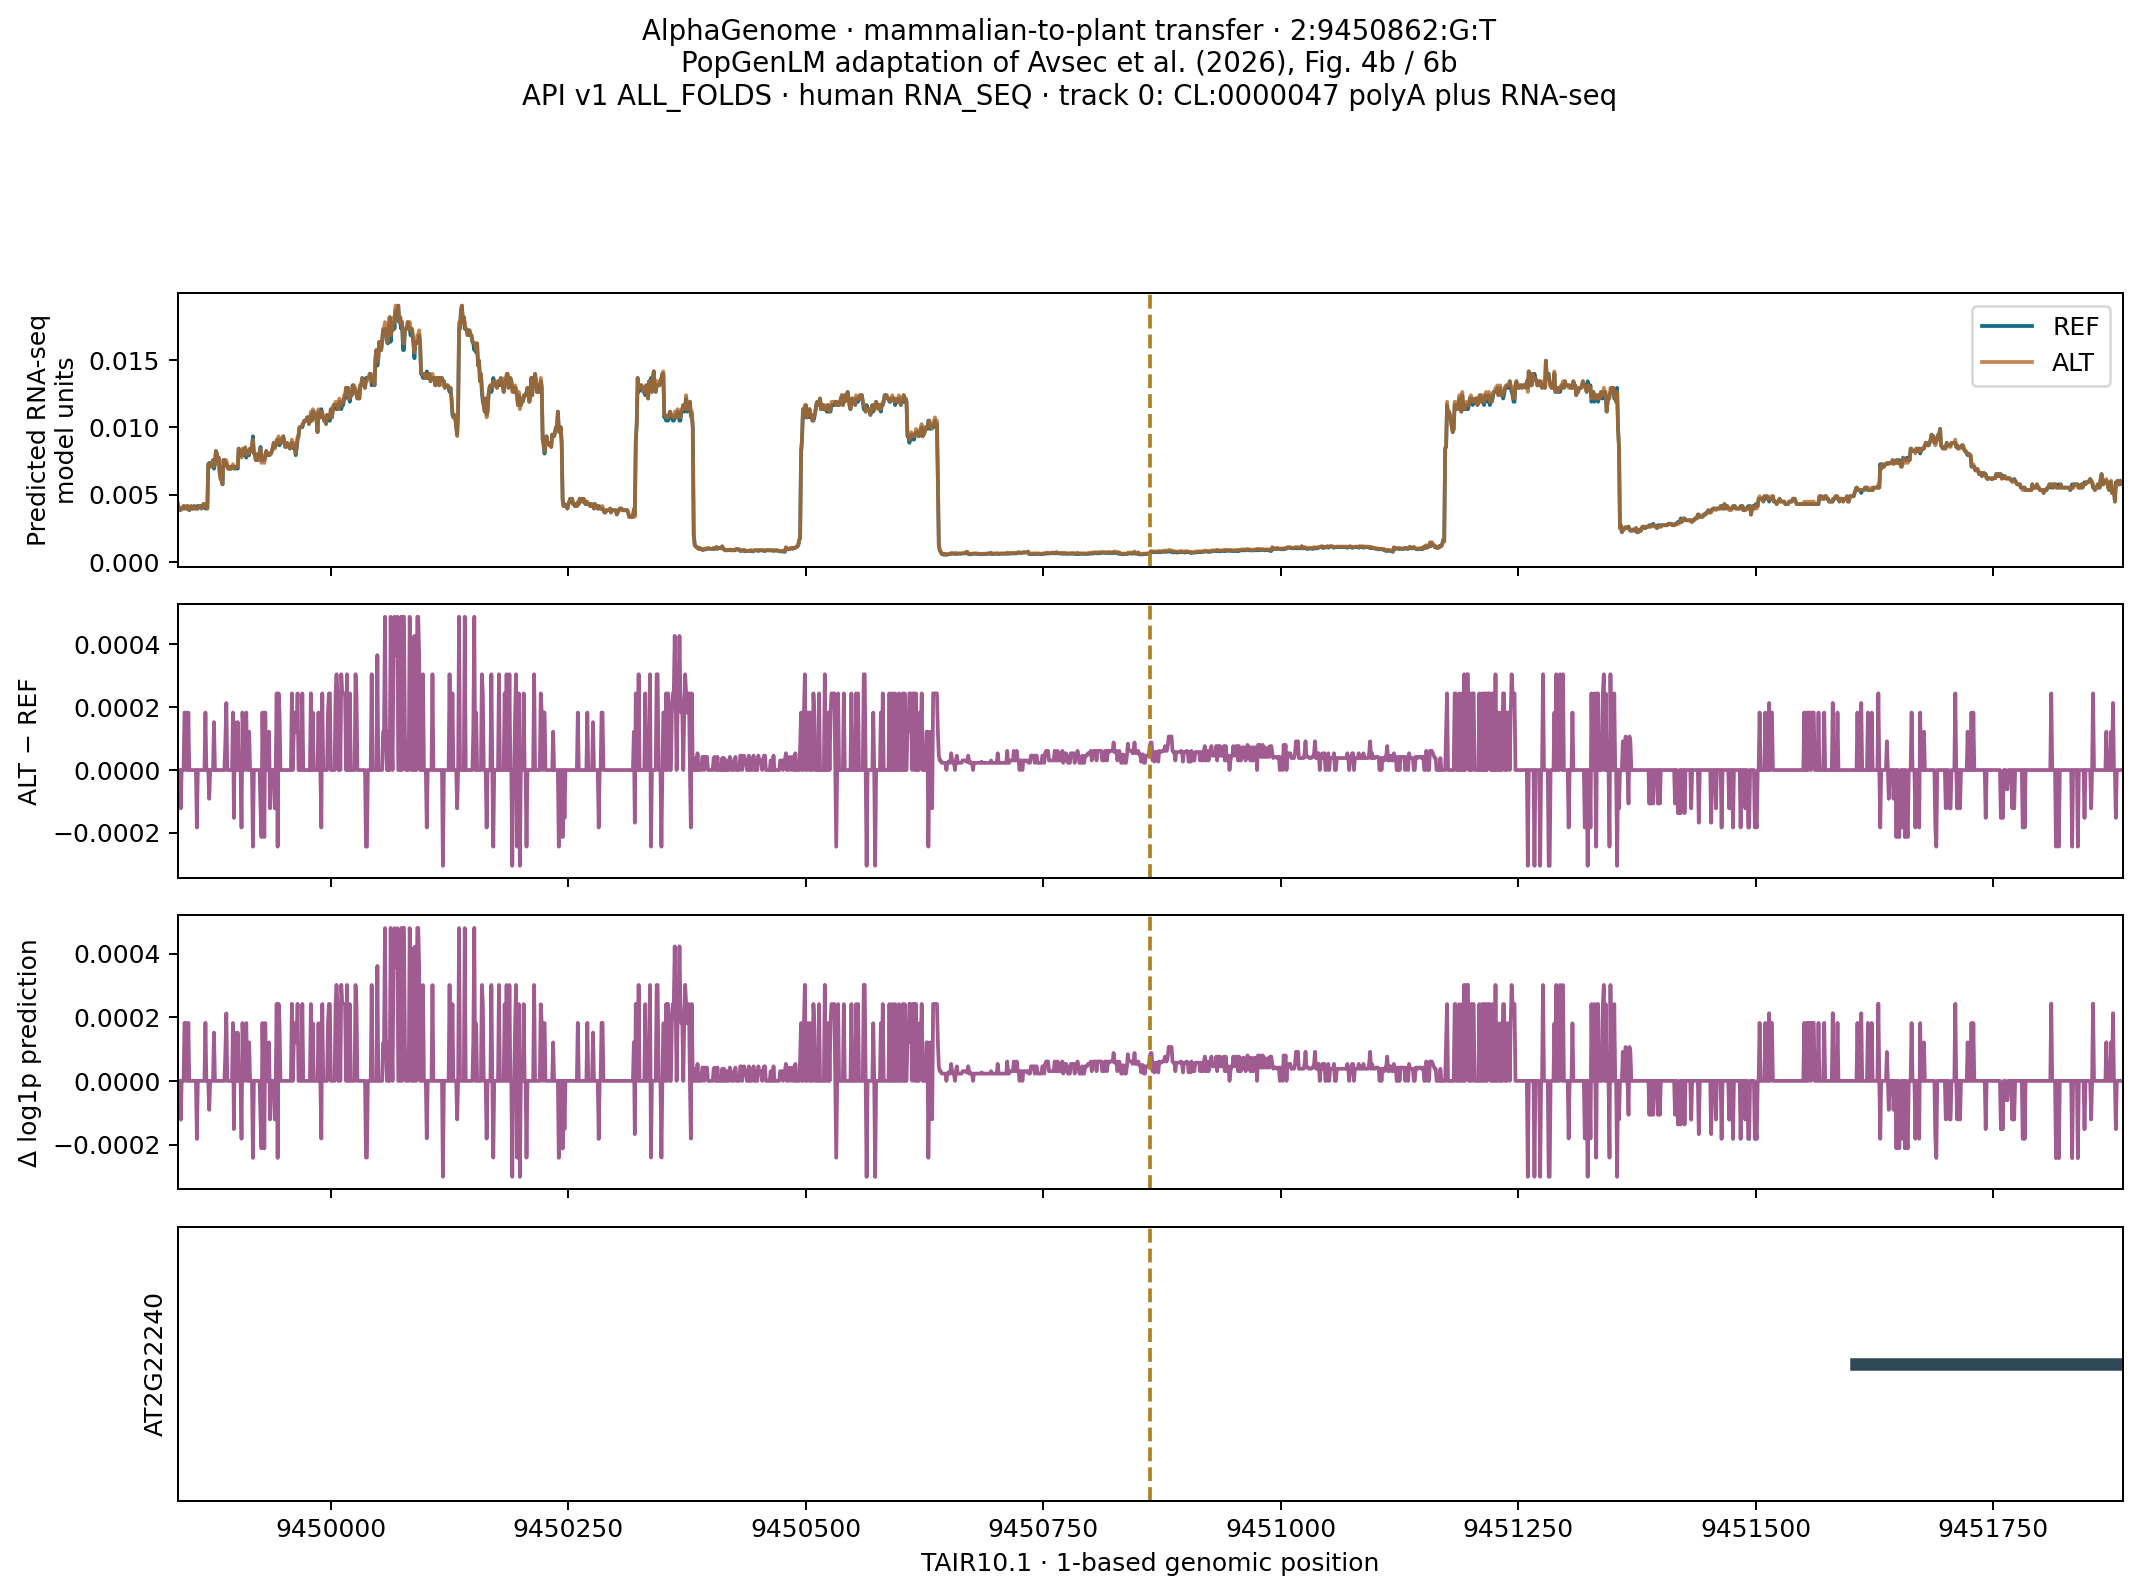 AlphaGenome · mammalian-to-plant transfer · 2:9450862:G:T
PopGenLM adaptation of Avsec et al. (2026), Fig. 4b / 6b
API v1 ALL_FOLDS · human RNA_SEQ · track 0: CL:0000047 polyA plus RNA-seq
Predicted RNA-seq
model units
0.015
0.010
0.005
0.000
REF
ALT
ALT − REF
0.0004
0.0002
0.0000
−0.0002
Δ log1p prediction
0.0004
0.0002
0.0000
−0.0002
AT2G22240
9450000
9450250
9450500
9450750
9451000
9451250
9451500
9451750
TAIR10.1 · 1-based genomic position